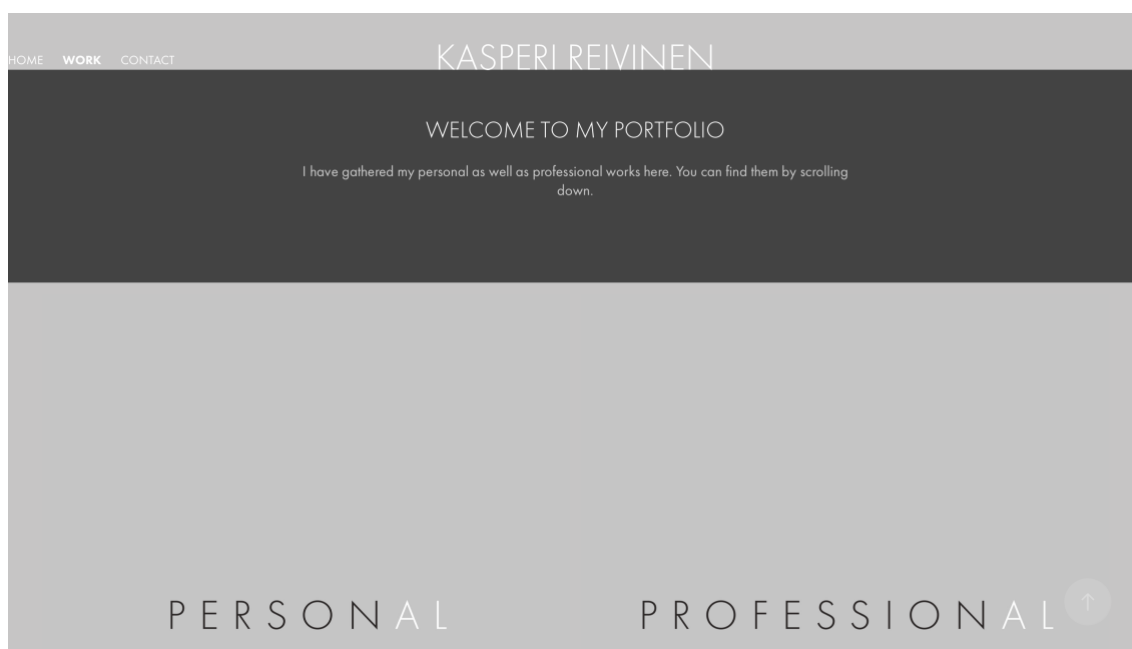 KASPERI REIVINEN
HOME WORK CONTACT
WELCOME TO MY PORTFOLIO
I have gathered my personal as well as professional works here. You can find them by scrolling
down.
PERSONAL PROFESSIONAL